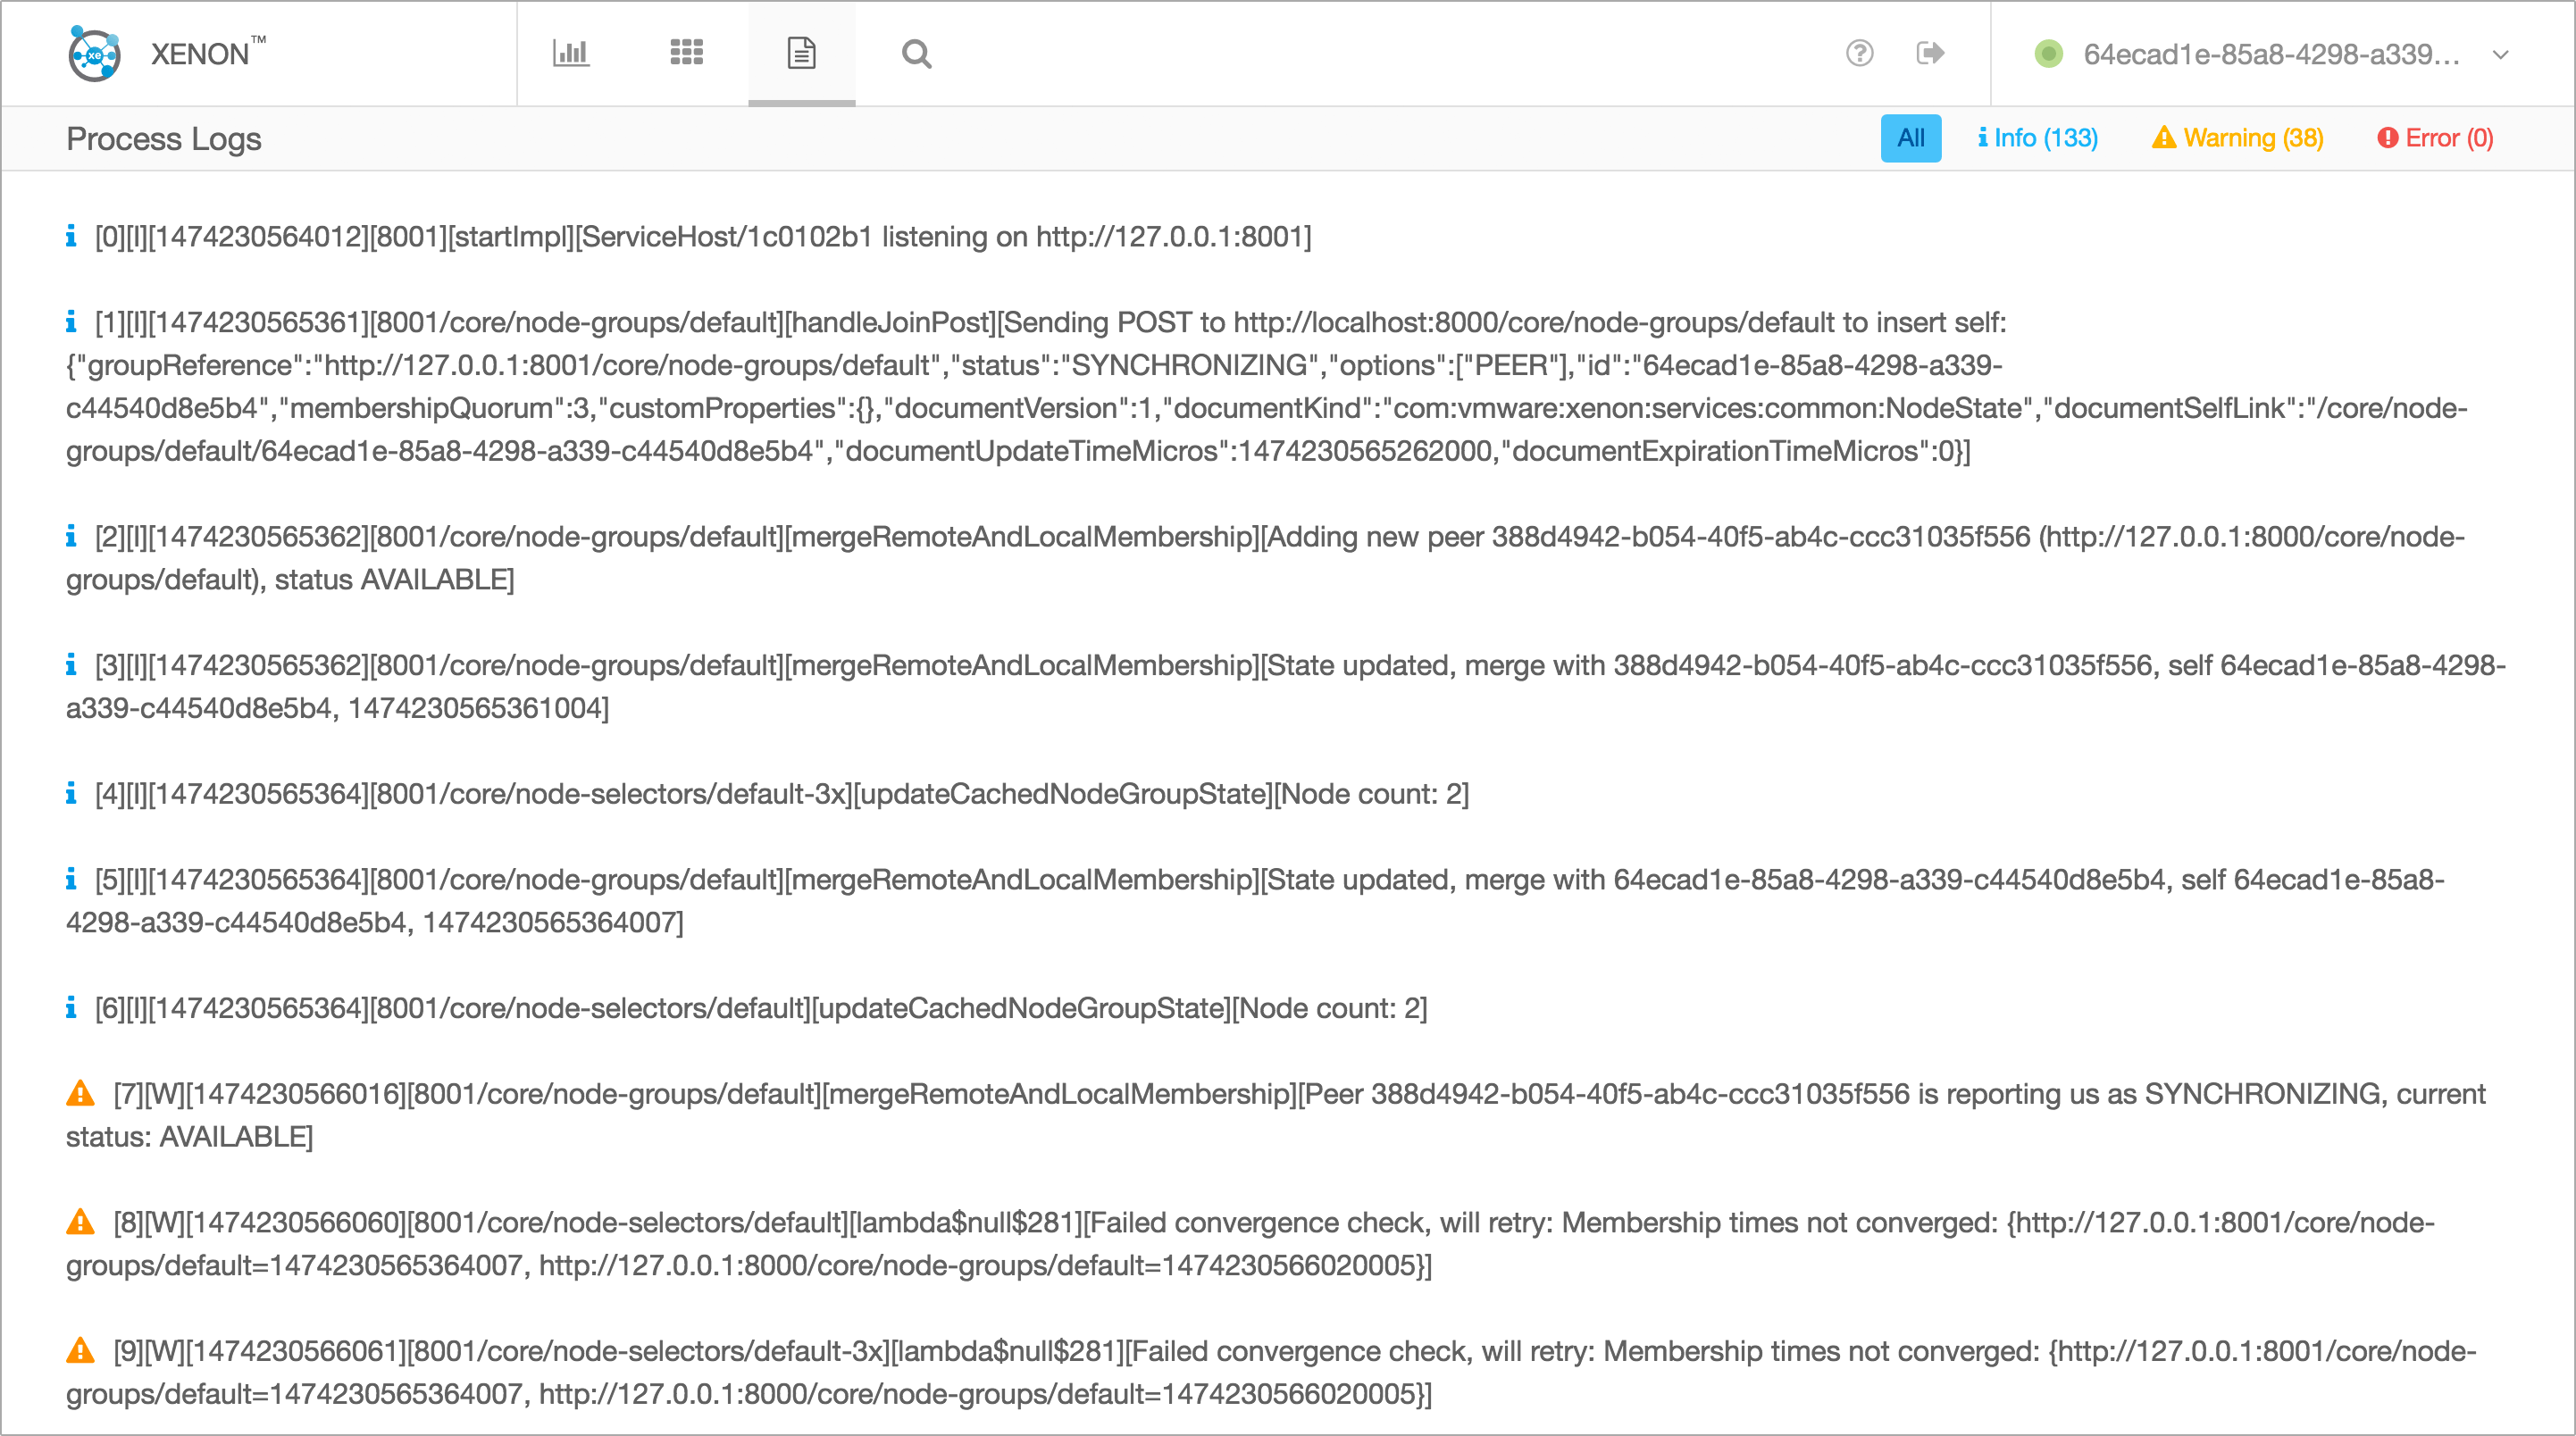 xe
XENON™
64ecad1e-85a8-4298-a339...
Process Logs
All
Info (133)
Warning (38)
Error (0)
[0][I][1474230564012][8001][startImpl][ServiceHost/1c0102b1 listening on http://127.0.0.1:8001]
[1][I][1474230565361][8001/core/node-groups/default][handleJoinPost][Sending POST to http://localhost:8000/core/node-groups/default to insert self:
{"groupReference":"http://127.0.0.1:8001/core/node-groups/default","status":"SYNCHRONIZING","options":["PEER"],"id":"64ecad1e-85a8-4298-a339-
c44540d8e5b4","membershipQuorum":3,"customProperties":{},"documentVersion":1,"documentKind":"com:vmware:xenon:services:common:NodeState","documentSelfLink":"/core/node-
groups/default/64ecad1e-85a8-4298-a339-c44540d8e5b4","documentUpdateTimeMicros":1474230565262000,"documentExpirationTimeMicros":0}]
[2][I][1474230565362][8001/core/node-groups/default][mergeRemoteAndLocalMembership][Adding new peer 388d4942-b054-40f5-ab4c-ccc31035f556 (http://127.0.0.1:8000/core/node-
groups/default), status AVAILABLE]
[3][I][1474230565362][8001/core/node-groups/default][mergeRemoteAndLocalMembership][State updated, merge with 388d4942-b054-40f5-ab4c-ccc31035f556, self 64ecad1e-85a8-4298-
a339-c44540d8e5b4, 1474230565361004]
[4][I][1474230565364][8001/core/node-selectors/default-3x][updateCachedNodeGroupState][Node count: 2]
[5][I][1474230565364][8001/core/node-groups/default][mergeRemoteAndLocalMembership][State updated, merge with 64ecad1e-85a8-4298-a339-c44540d8e5b4, self 64ecad1e-85a8-
4298-a339-c44540d8e5b4, 1474230565364007]
[6][I][1474230565364][8001/core/node-selectors/default][updateCachedNodeGroupState][Node count: 2]
[7][W][1474230566016][8001/core/node-groups/default][mergeRemoteAndLocalMembership][Peer 388d4942-b054-40f5-ab4c-ccc31035f556 is reporting us as SYNCHRONIZING, current
status: AVAILABLE]
[8][W][1474230566060][8001/core/node-selectors/default][lambda$null$281][Failed convergence check, will retry: Membership times not converged: {http://127.0.0.1:8001/core/node-
groups/default=1474230565364007, http://127.0.0.1:8000/core/node-groups/default=1474230566020005}]
[9][W][1474230566061][8001/core/node-selectors/default-3x][lambda$null$281][Failed convergence check, will retry: Membership times not converged: {http://127.0.0.1:8001/core/node-
groups/default=1474230565364007, http://127.0.0.1:8000/core/node-groups/default=1474230566020005}]